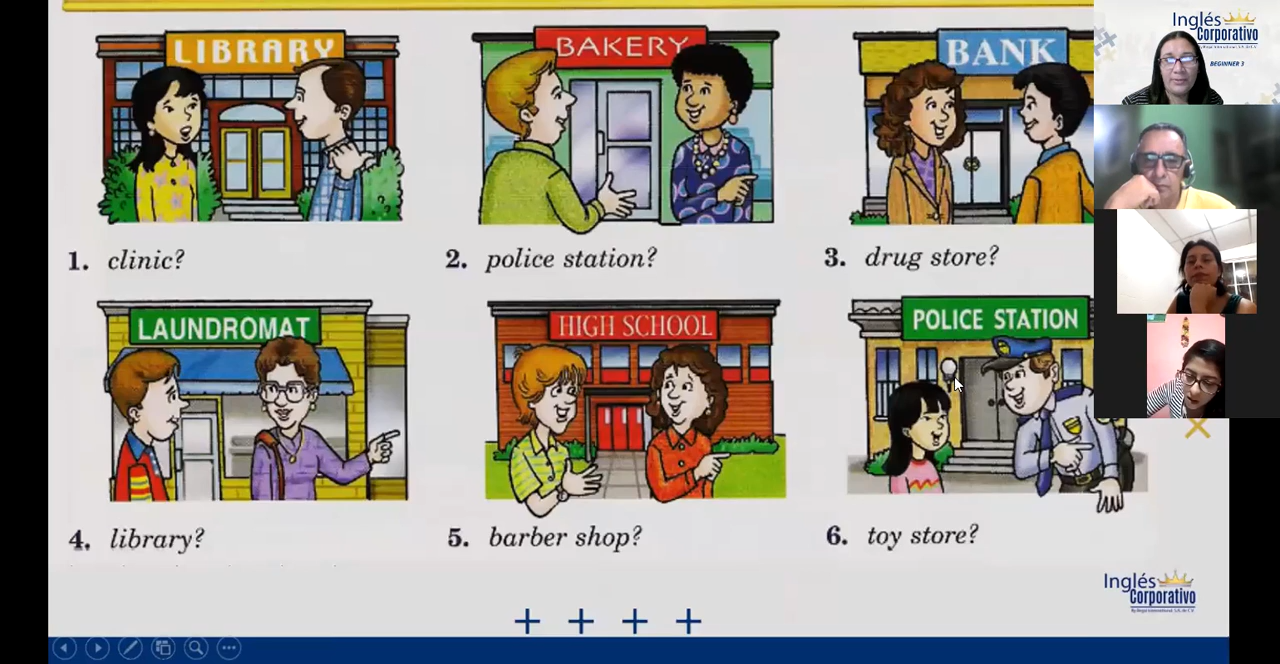 Inglés
Corporativo
BEGINNER 3
LIBRARY
BAKERY
BANK
1. clinic?
2. police station?
3. drug store?
LAUNDROMAT
HIGH SCHOOL
POLICE STATION
4. library?
5. barber shop?
6. toy store?
Inglés
Corporativo